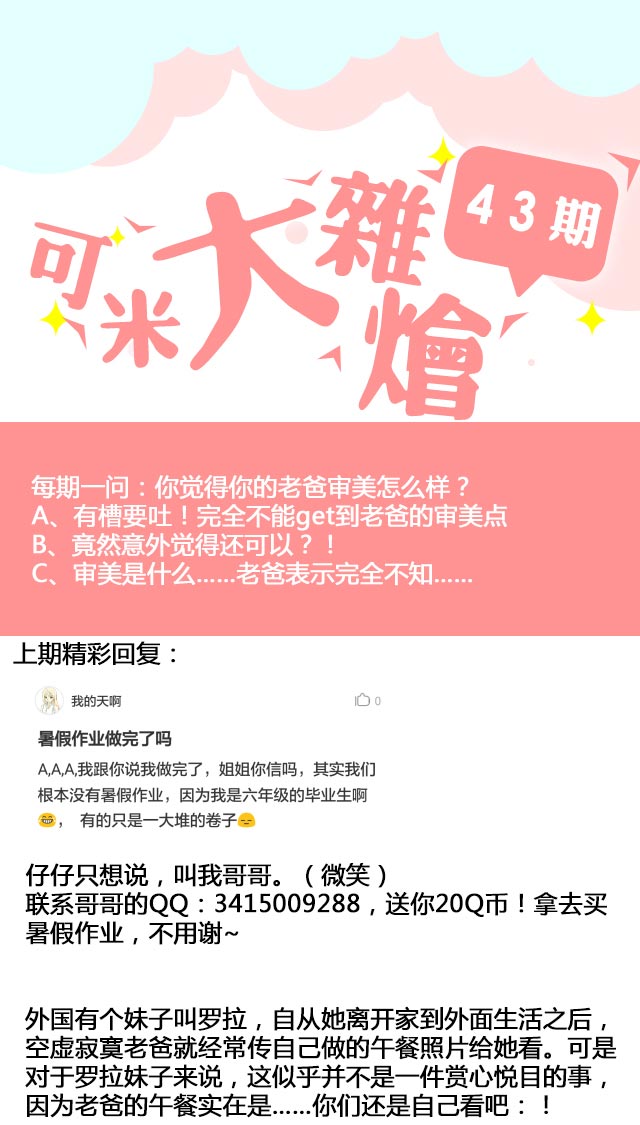 可米大雜燴
43期
每期一问：你觉得你的老爸审美怎么样？
A、有槽要吐！完全不能get到老爸的审美点
B、竟然意外觉得还可以？！
C、审美是什么……老爸表示完全不知……
上期精彩回复：
我的天啊
0
暑假作业做完了吗
A,A,A,我跟你说我做完了，姐姐你信吗，其实我们
根本没有暑假作业，因为我是六年级的毕业生啊
😂， 有的只是一大堆的卷子😑
仔仔只想说，叫我哥哥。（微笑）
联系哥哥的QQ：3415009288，送你20Q币！拿去买
暑假作业，不用谢~
外国有个妹子叫罗拉，自从她离开家到外面生活之后，
空虚寂寞老爸就经常传自己做的午餐照片给她看。可是
对于罗拉妹子来说，这似乎并不是一件赏心悦目的事，
因为老爸的午餐实在是……你们还是自己看吧：！